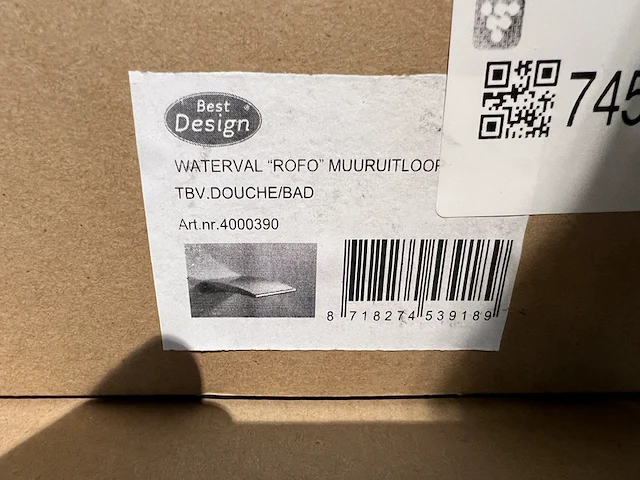 Best
Design
WATERVAL "ROFO" MUURUITLOOP
TBV.DOUCHE/BAD
Art.nr.4000390
8 718274 539189
745